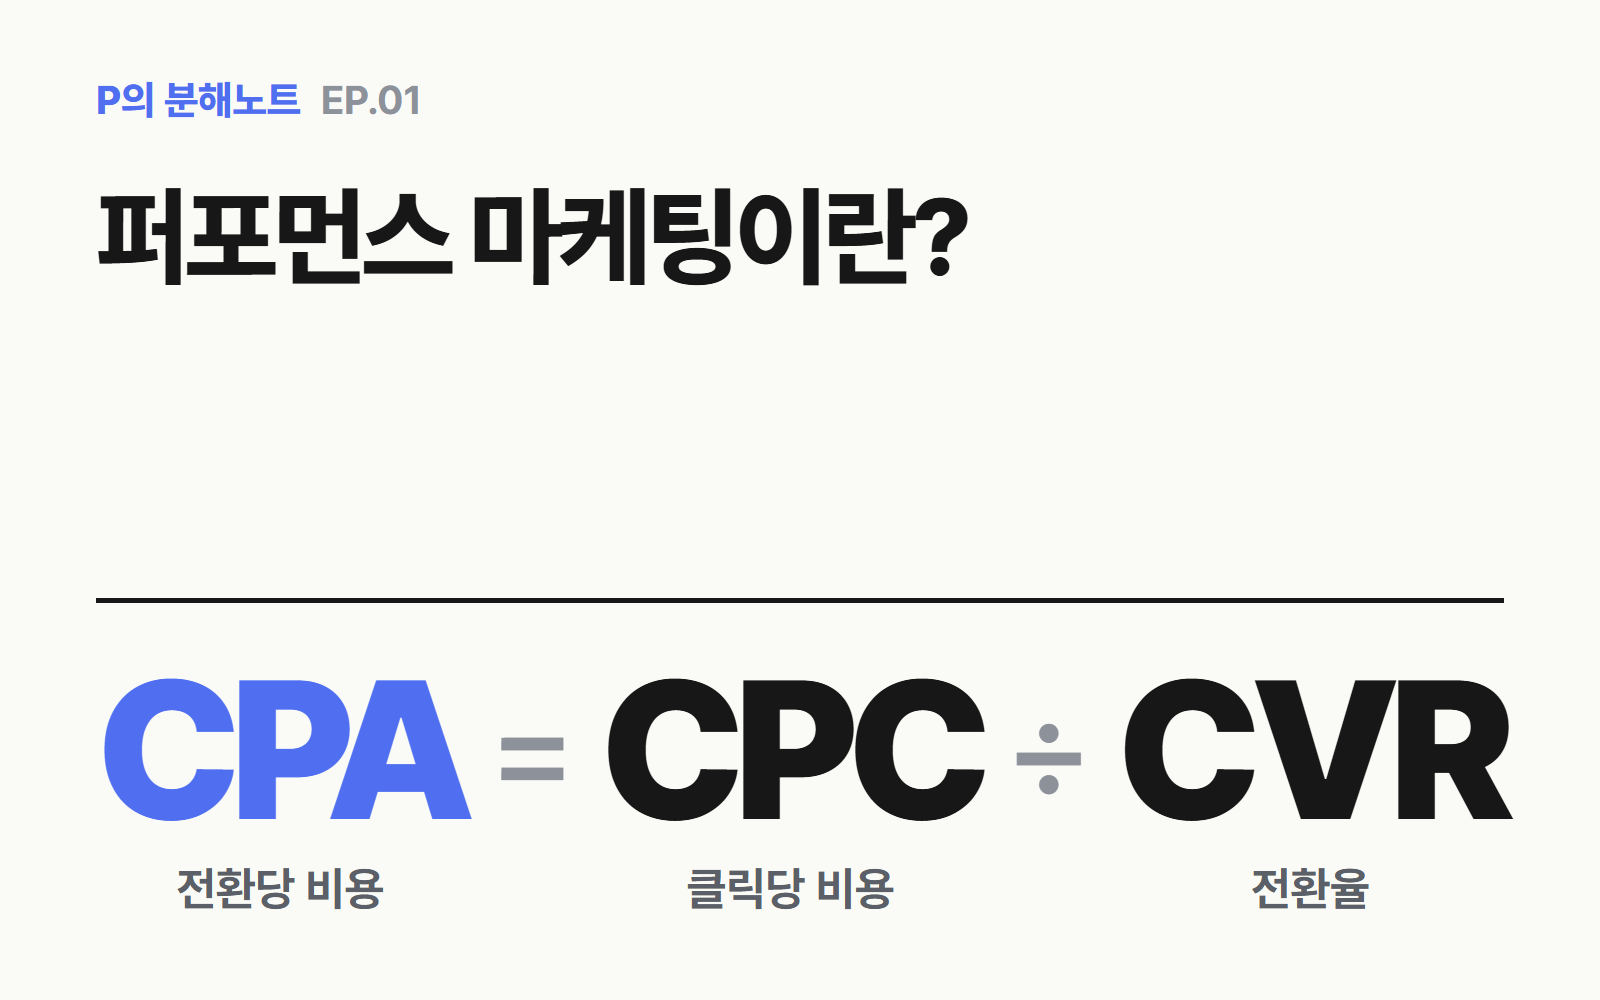 P의 분해노트 EP.01
퍼포먼스 마케팅이란?
CPA = CPC ÷ CVR
전환당 비용 클릭당 비용 전환율